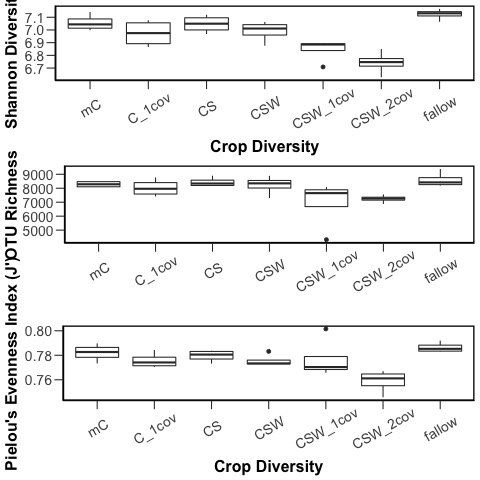 Shannon Diversit
7.1
7.0
6.9
6.8
6.7
mC
C_1cov
CS
CSW
CSW_1cov
CSW_2cov
fallow
Crop Diversity
OTU Richness
9000
8000
7000
6000
5000
mC
C_1cov
CS
CSW
CSW_1cov
CSW_2cov
fallow
Pielou's Evenness Index (J')
0.80
0.78
0.76
mC
C_1cov
CS
CSW
CSW_1cov
CSW_2cov
fallow
Crop Diversity